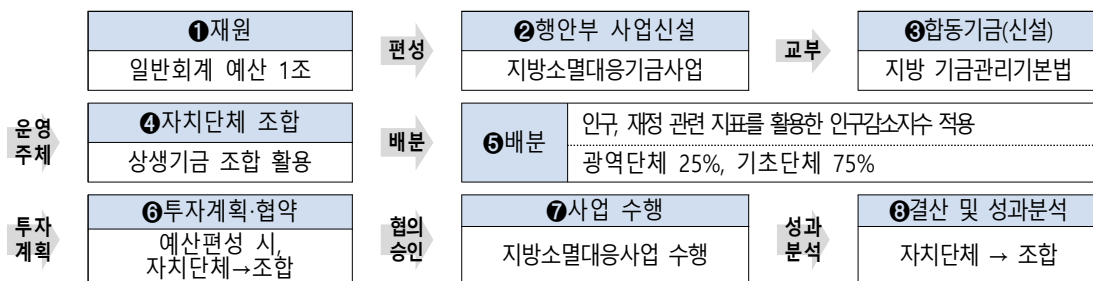 ❶재원
일반회계 예산 1조
편성
❷행안부 사업신설
지방소멸대응기금사업
교부
❸합동기금(신설)
지방 기금관리기본법
운영
주체
❹자치단체 조합
상생기금 조합 활용
배분
❺배분
인구, 재정 관련 지표를 활용한 인구감소지수 적용
광역단체 25%, 기초단체 75%
투자
계획
❻투자계획·협약
예산편성 시,
자치단체→조합
협의
승인
❼사업 수행
지방소멸대응사업 수행
성과
분석
❽결산 및 성과분석
자치단체 → 조합